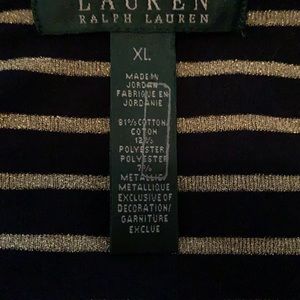 LAUREN
RALPH LAUREN
XL
MADE IN
JORDAN
FABRIQUÉ EN
JORDANIE
81% COTTON/
COTON
12%
POLYESTER/
POLYESTER
7%
METALLIC/
METALLIQUE
EXCLUSIVE OF
DECORATION/
GARNITURE
EXCLUE